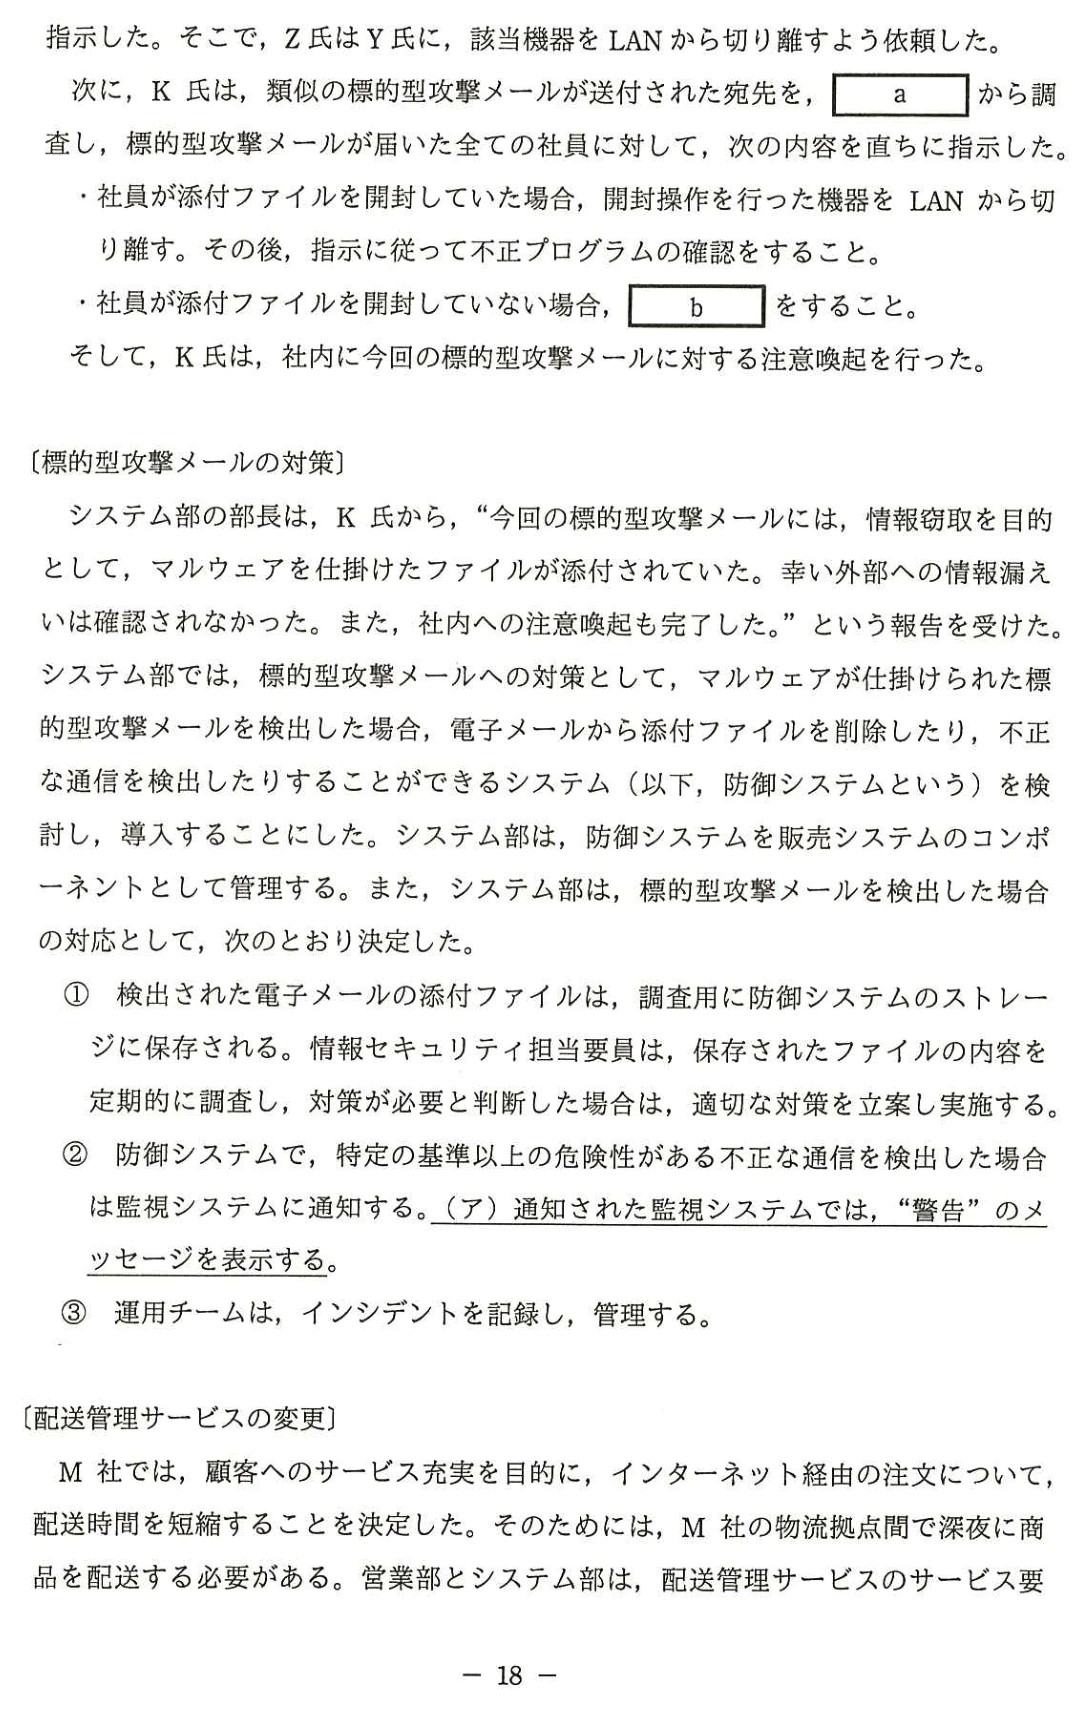 指示した。そこで，Z氏はY氏に，該当機器をLANから切り離すよう依頼した。
次に，K 氏は，類似の標的型攻撃メールが送付された宛先を， a から調
査し，標的型攻撃メールが届いた全ての社員に対して，次の内容を直ちに指示した。
・社員が添付ファイルを開封していた場合，開封操作を行った機器を LAN から切
り離す。その後，指示に従って不正プログラムの確認をすること。
・社員が添付ファイルを開封していない場合， b をすること。
そして，K氏は，社内に今回の標的型攻撃メールに対する注意喚起を行った。
〔標的型攻撃メールの対策〕
システム部の部長は，K 氏から，“今回の標的型攻撃メールには，情報窃取を目的
として，マルウェアを仕掛けたファイルが添付されていた。幸い外部への情報漏え
いは確認されなかった。また，社内への注意喚起も完了した。”という報告を受けた。
システム部では，標的型攻撃メールへの対策として，マルウェアが仕掛けられた標
的型攻撃メールを検出した場合，電子メールから添付ファイルを削除したり，不正
な通信を検出したりすることができるシステム（以下，防御システムという）を検
討し，導入することにした。システム部は，防御システムを販売システムのコンポ
ーネントとして管理する。また，システム部は，標的型攻撃メールを検出した場合
の対応として，次のとおり決定した。
① 検出された電子メールの添付ファイルは，調査用に防御システムのストレー
ジに保存される。情報セキュリティ担当要員は，保存されたファイルの内容を
定期的に調査し，対策が必要と判断した場合は，適切な対策を立案し実施する。
② 防御システムで，特定の基準以上の危険性がある不正な通信を検出した場合
は監視システムに通知する。（ア）通知された監視システムでは，“警告”のメ
ッセージを表示する。
③ 運用チームは，インシデントを記録し，管理する。
〔配送管理サービスの変更〕
M 社では，顧客へのサービス充実を目的に，インターネット経由の注文について，
配送時間を短縮することを決定した。そのためには，M 社の物流拠点間で深夜に商
品を配送する必要がある。営業部とシステム部は，配送管理サービスのサービス要
－ 18 －